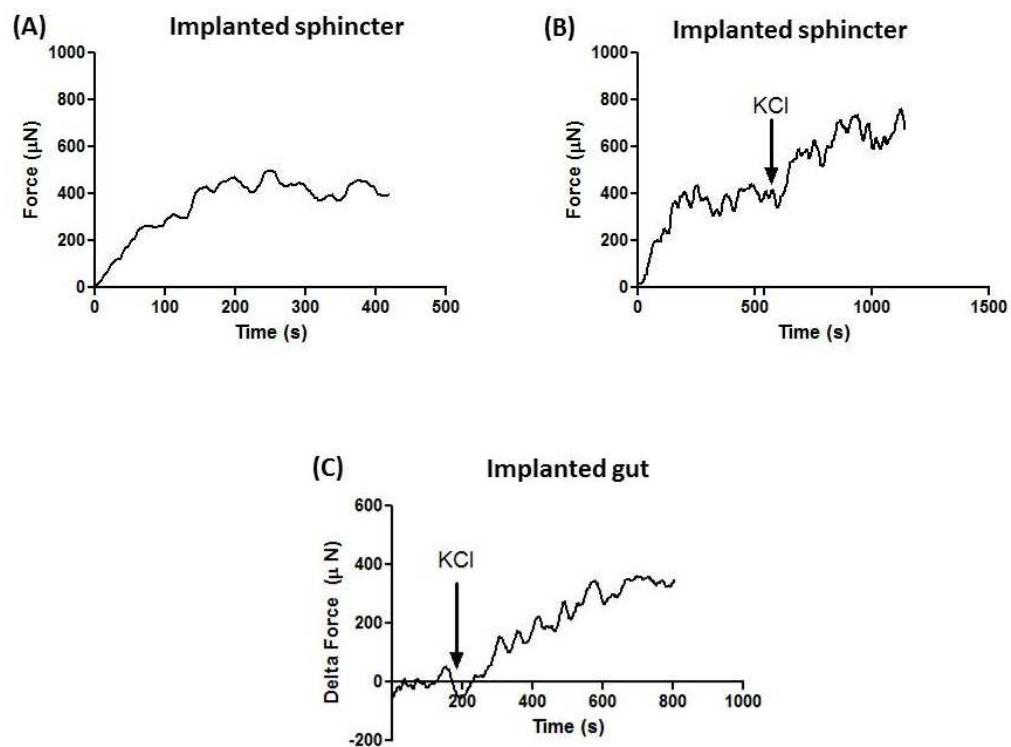 (A) Implanted sphincter
1000
800
600
400
200
0
Force (µN)
0 100 200 300 400 500
Time (s)
(B) Implanted sphincter
1000
800
600
400
200
0
Force (µN)
KCl
0 500 1000 1500
Time (s)
(C) Implanted gut
600
400
200
0
-200
Delta Force (µ N)
KCl
200 400 600 800 1000
Time (s)